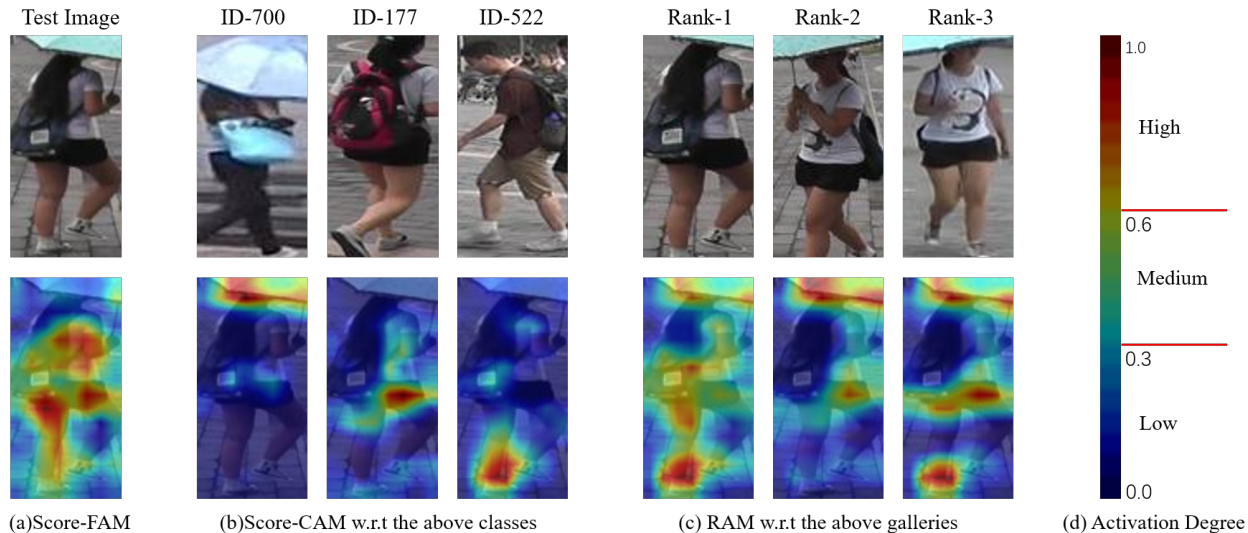 Test Image
ID-700
ID-177
ID-522
Rank-1
Rank-2
Rank-3
1.0
High
0.6
Medium
0.3
Low
0.0
(a)Score-FAM
(b)Score-CAM w.r.t the above classes
(c) RAM w.r.t the above galleries
(d) Activation Degree